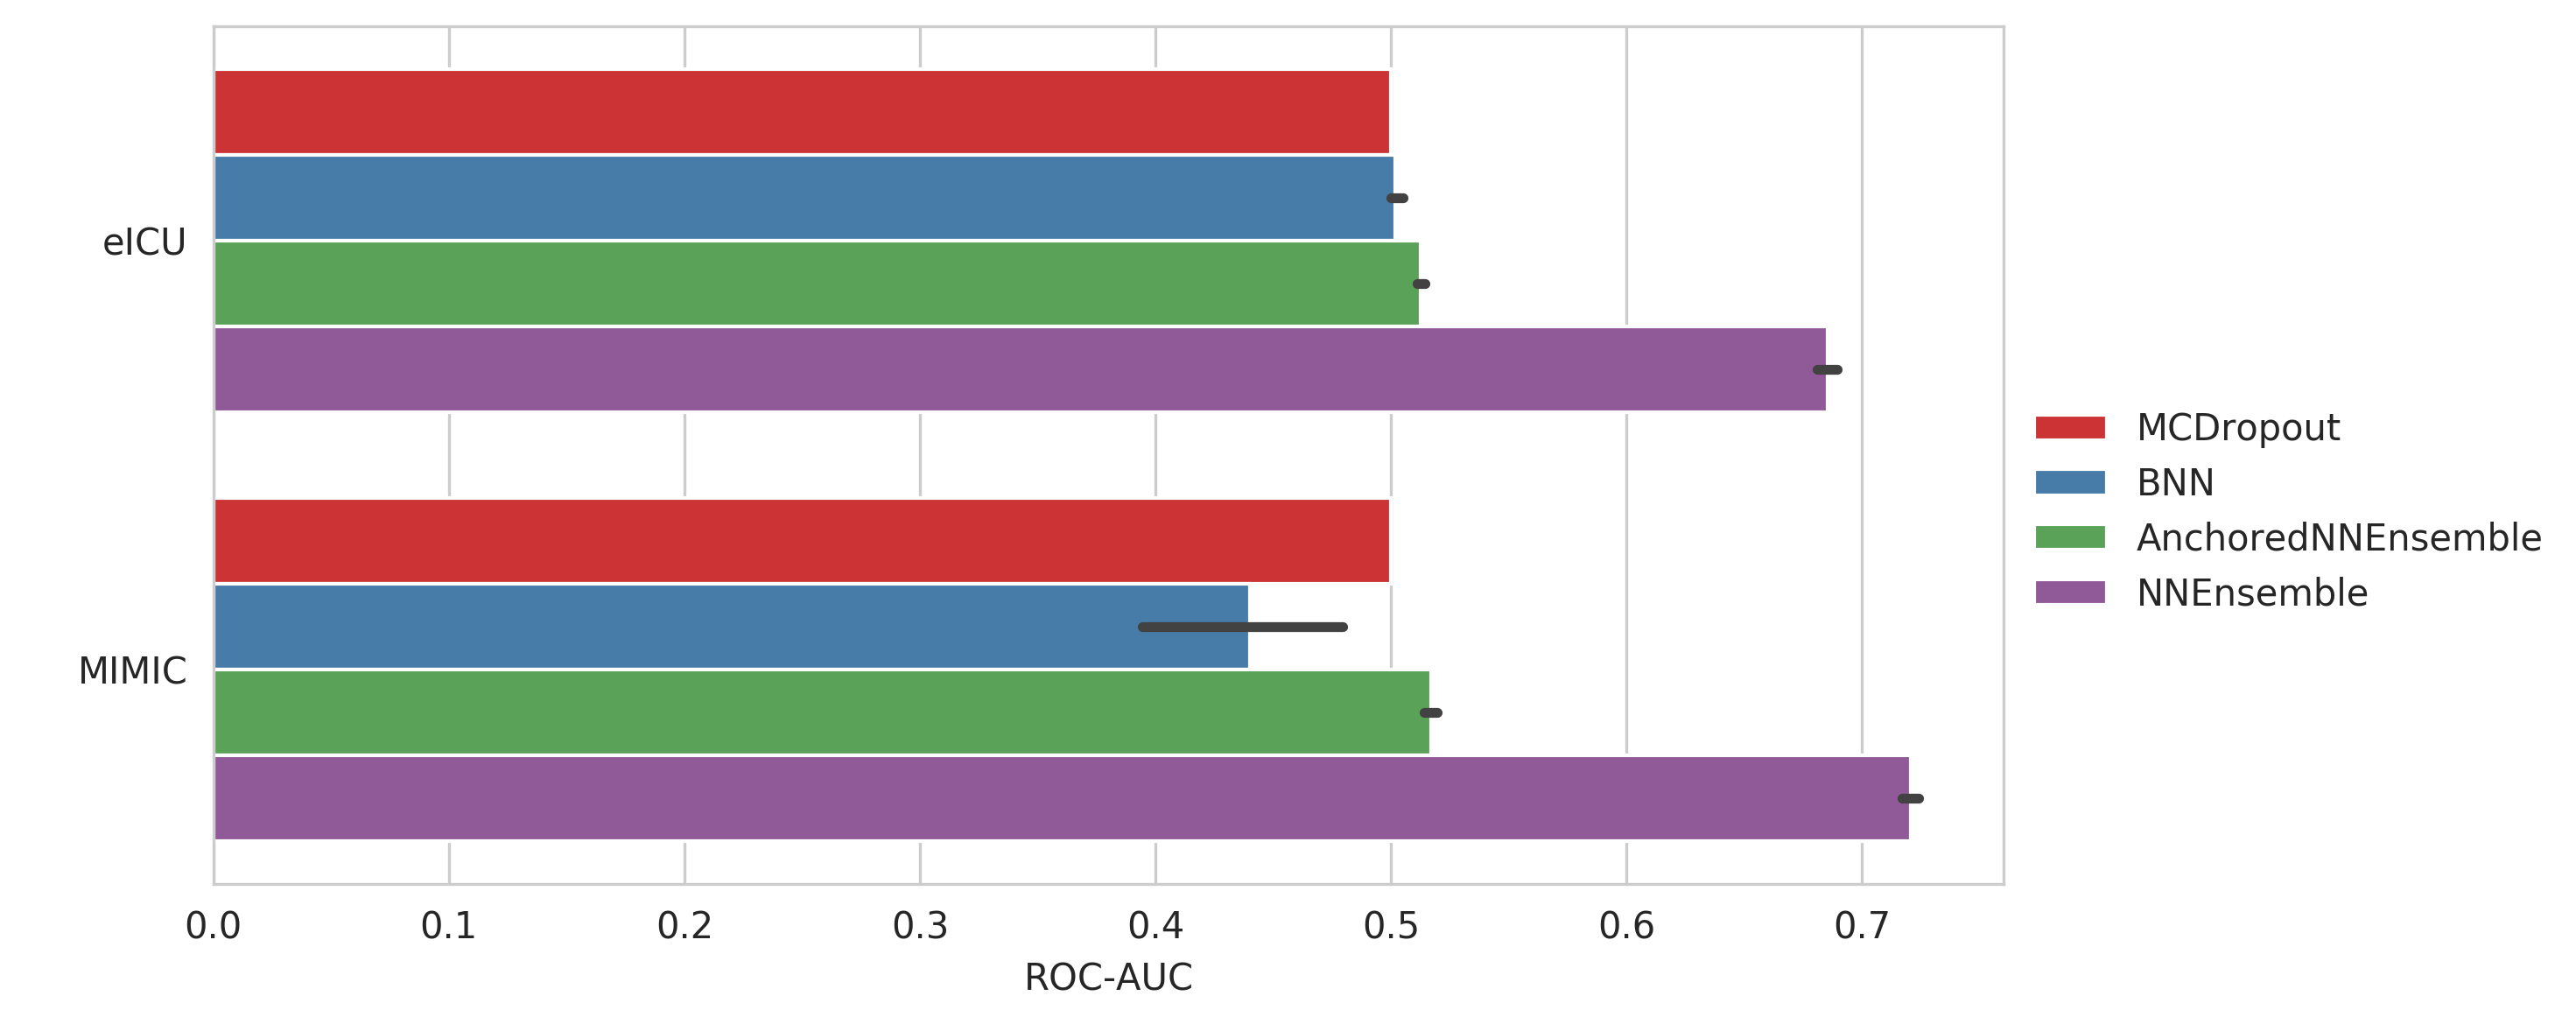 eICU
MIMIC
0.0 0.1 0.2 0.3 0.4 0.5 0.6 0.7
ROC-AUC
MCDropout
BNN
AnchoredNNEnsemble
NNEnsemble